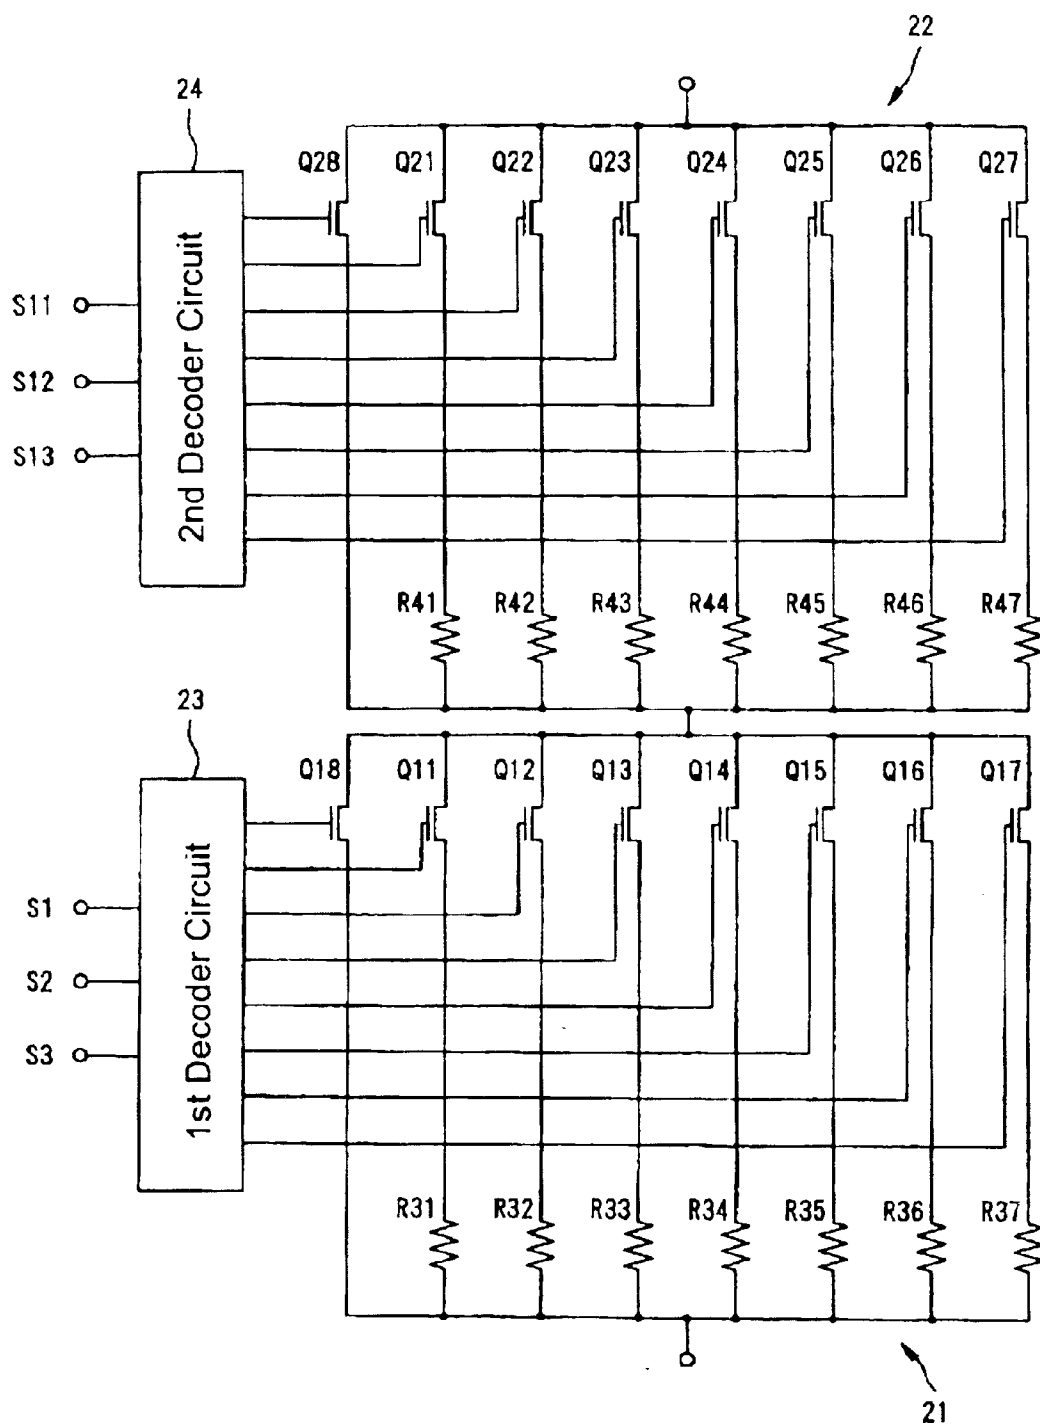 22
24
Q28 Q21 Q22 Q23 Q24 Q25 Q26 Q27
S11
S12
S13
2nd Decoder Circuit
R41 R42 R43 R44 R45 R46 R47
23
Q18 Q11 Q12 Q13 Q14 Q15 Q16 Q17
S1
S2
S3
1st Decoder Circuit
R31 R32 R33 R34 R35 R36 R37
21